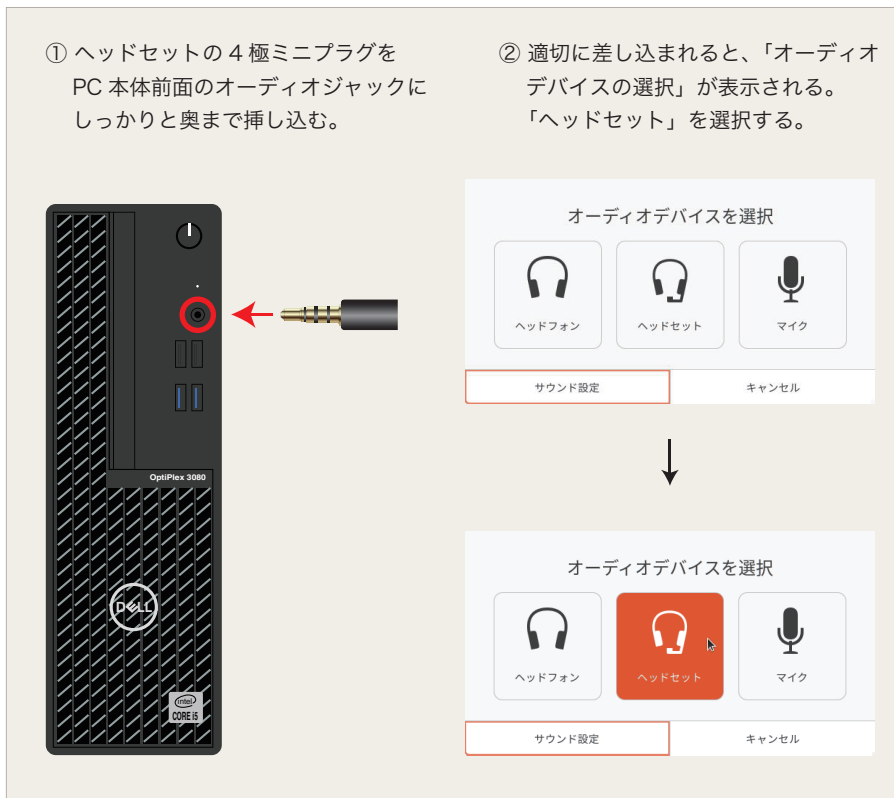 ① ヘッドセットの 4 極ミニプラグを
PC 本体前面のオーディオジャックに
しっかりと奥まで挿し込む。
OptiPlex 3080
DELL
intel
CORE i5
② 適切に差し込まれると、「オーディオ
デバイスの選択」が表示される。
「ヘッドセット」を選択する。
オーディオデバイスを選択
ヘッドフォン
ヘッドセット
マイク
サウンド設定
キャンセル
オーディオデバイスを選択
ヘッドフォン
ヘッドセット
マイク
サウンド設定
キャンセル